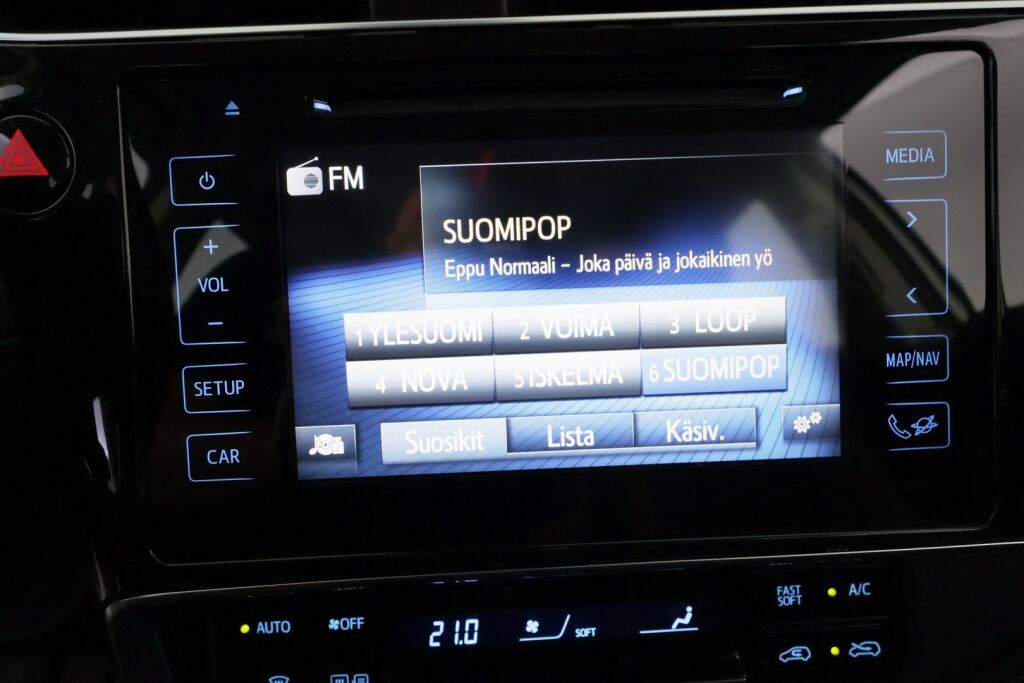 FM
MEDIA
SUOMIPOP
Eppu Normaali – Joka päivä ja jokaikinen yö
+
VOL
−
1 YLESUOMI 2 VOIMA 3 LOOP
4 NOVA 5 ISKELMA 6 SUOMIPOP
SETUP
MAP/NAV
Suosikit Lista Käsiv.
CAR
AUTO OFF 21.0 SOFT FAST SOFT A/C